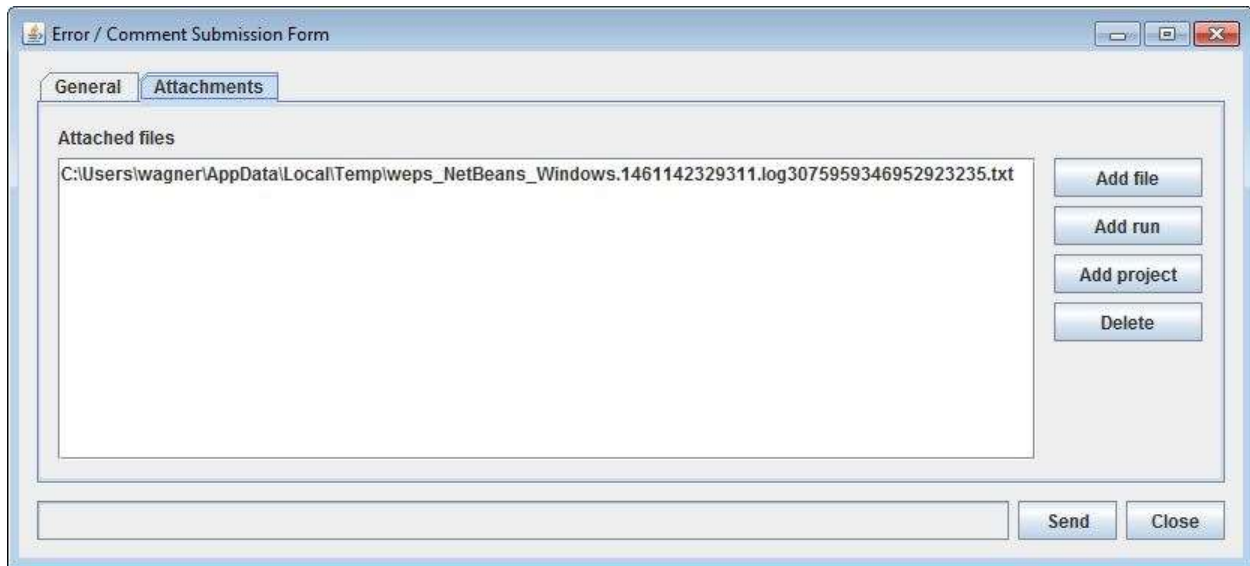 Error / Comment Submission Form
General Attachments
Attached files
C:\Users\wagner\AppData\Local\Temp\weps_NetBeans_Windows.1461142329311.log3075959346952923235.txt
Add file
Add run
Add project
Delete
Send Close